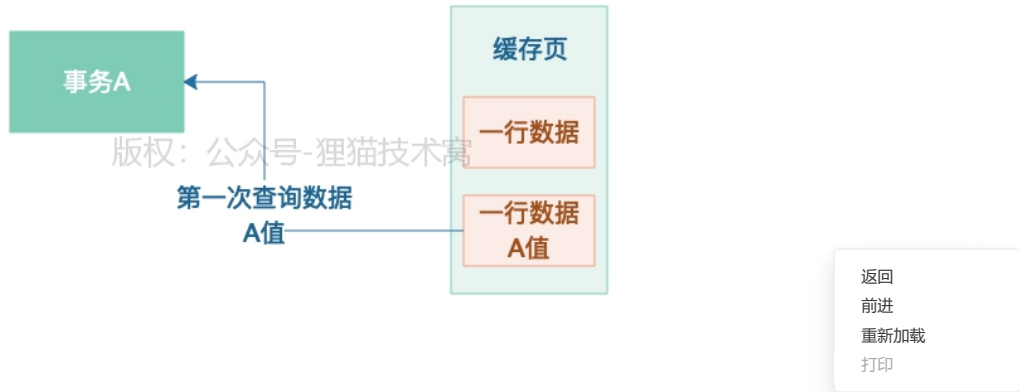 缓存页
事务A
一行数据
版权：公众号-狸猫技术窝
第一次查询数据
A值
一行数据
A值
返回
前进
重新加载
打印